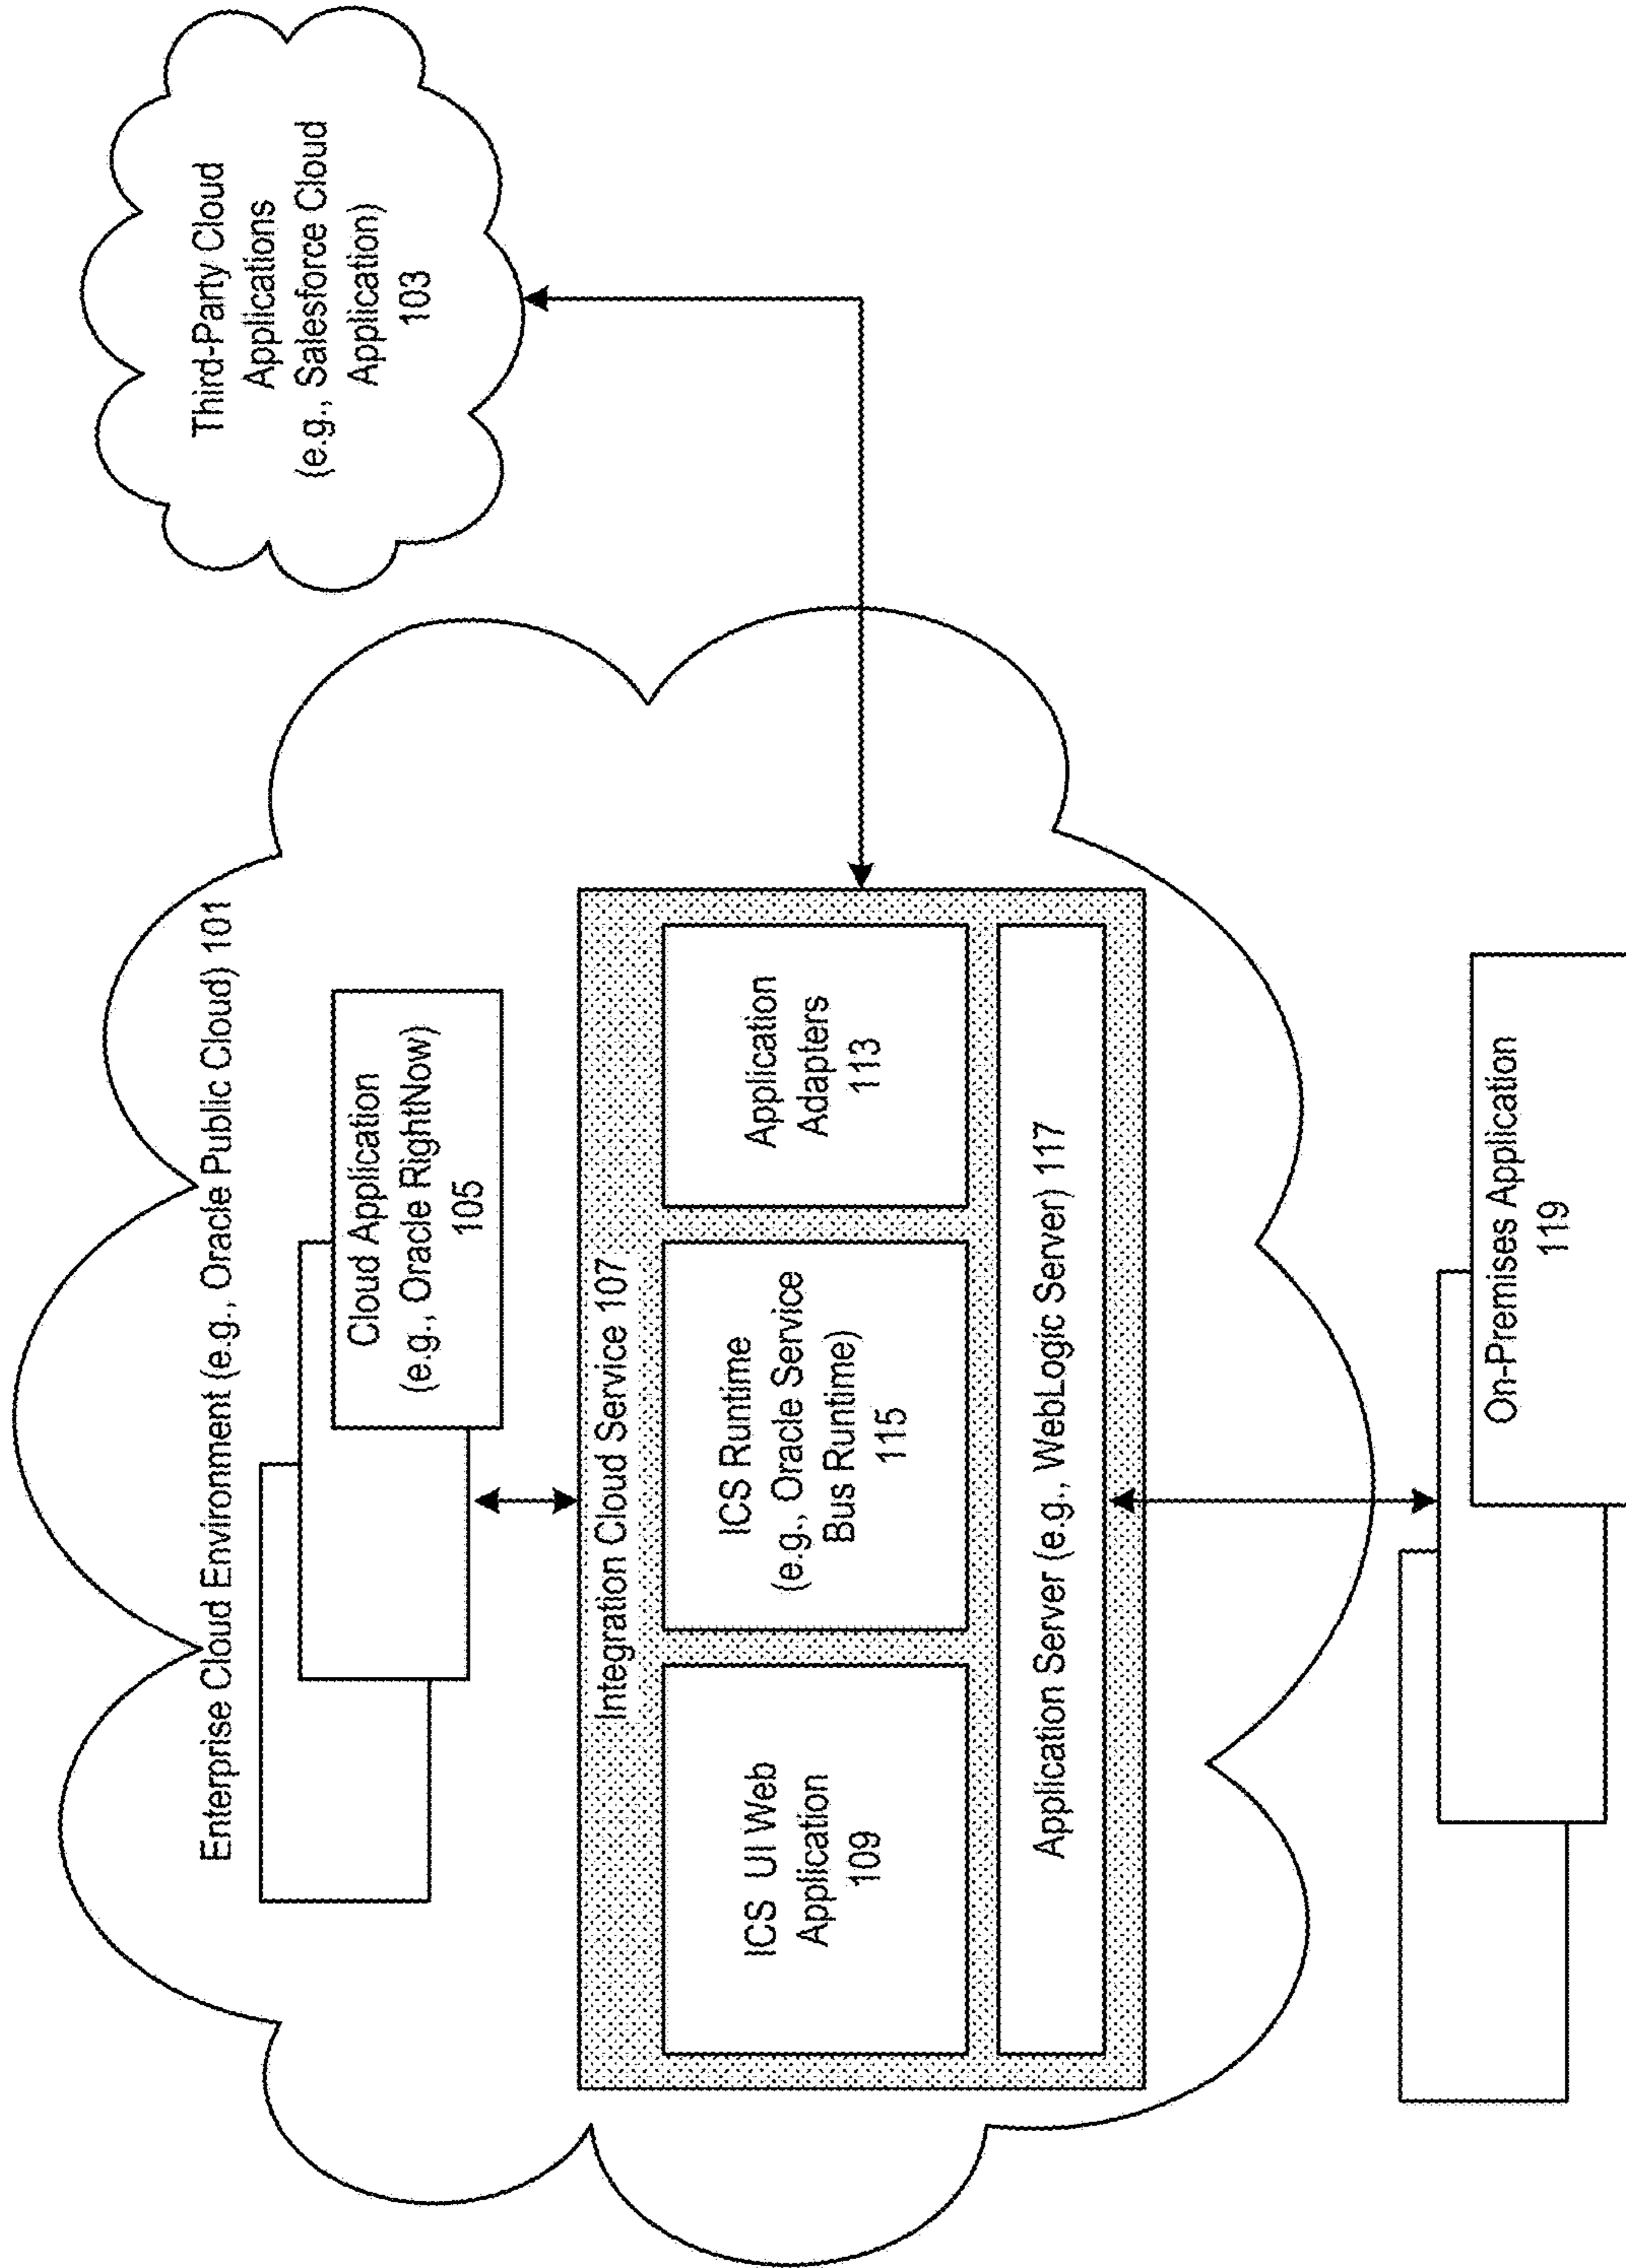 Third-Party Cloud
Applications
(e.g., Salesforce Cloud
Application)
103
Enterprise Cloud Environment (e.g., Oracle Public Cloud) 101
Cloud Application
(e.g., Oracle RightNow)
105
Integration Cloud Service 107
ICS UI Web
Application
109
ICS Runtime
(e.g., Oracle Service
Bus Runtime)
115
Application
Adapters
113
Application Server (e.g., WebLogic Server) 117
On-Premises Application
119